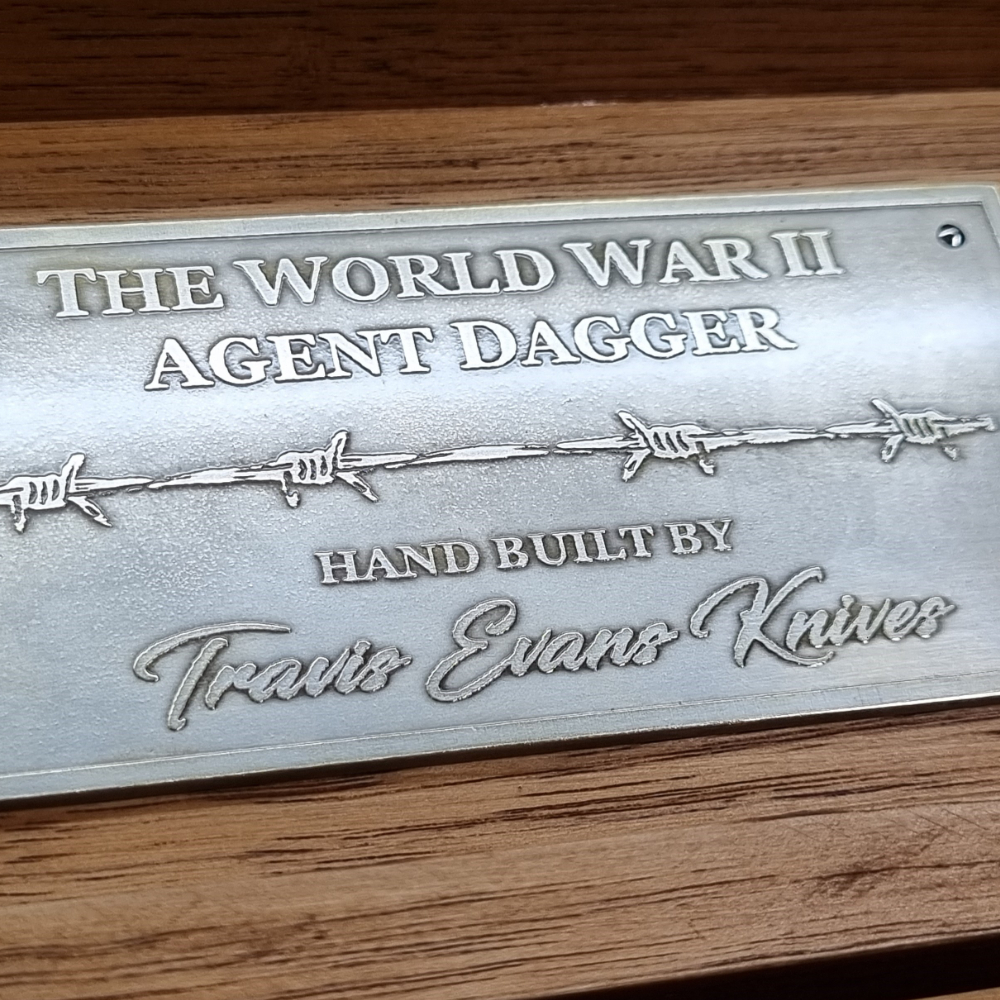 THE WORLD WAR II
AGENT DAGGER
HAND BUILT BY
Travis Evans Knives